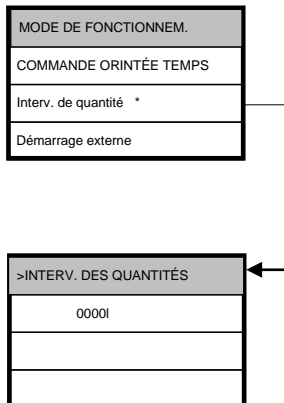 MODE DE FONCTIONNEM.
COMMANDE ORINTÉE TEMPS
Interv. de quantité *
Démarrage externe
>INTERV. DES QUANTITÉS
0000l